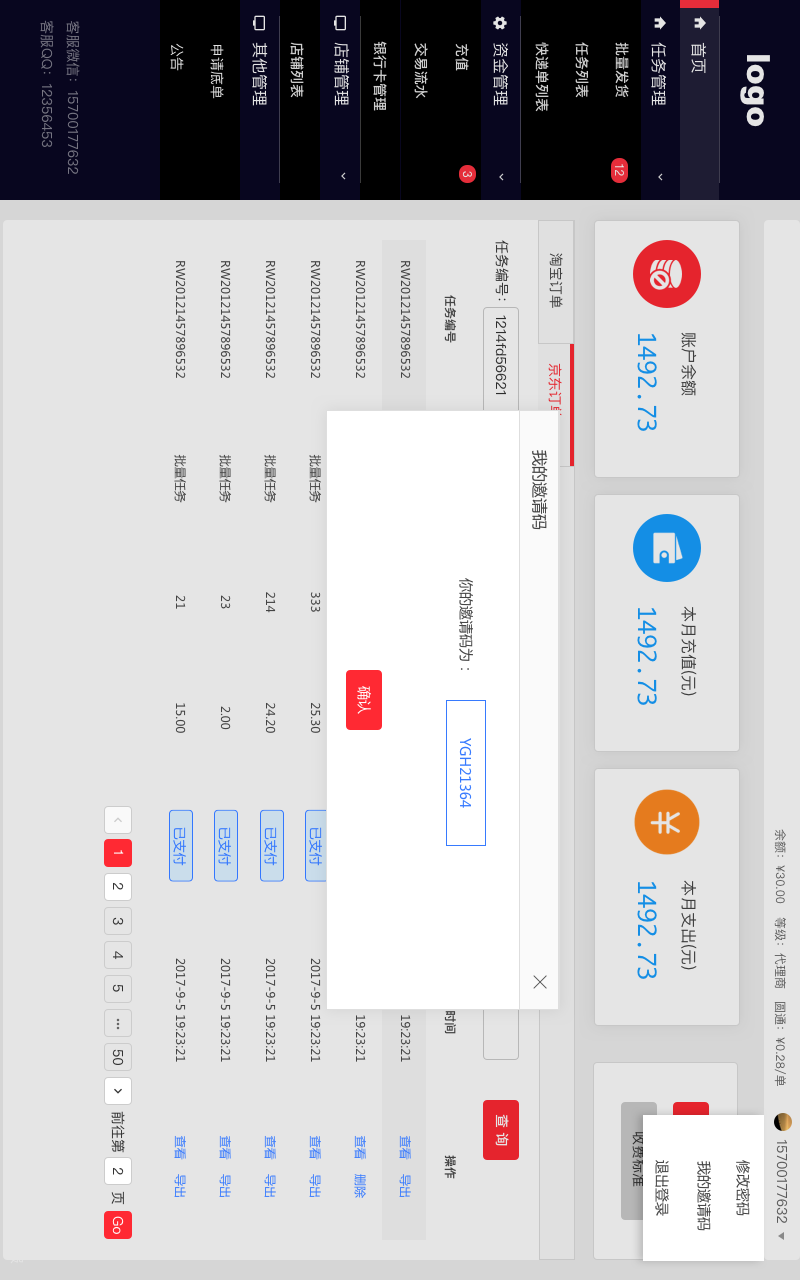 logo
首页
任务管理
批量发货 12
任务列表
快递单列表
资金管理
充值 3
交易流水
银行卡管理
店铺管理
店铺列表
其他管理
申请底单
公告
客服微信：15700177632
客服QQ：12356453
余额：¥30.00 等级：代理商 圆通：¥0.28/单 15700177632
修改密码
我的邀请码
退出登录
账户余额
1492.73
本月充值(元)
1492.73
本月支出(元)
1492.73
收费标准
淘宝订单
任务编号：
1214fd56621
查 询
任务编号
时间
操作
RW20121457896532 19:23:21 查看 导出
RW20121457896532 19:23:21 查看 删除
RW20121457896532 批量任务 333 25.30 已支付 2017-9-5 19:23:21 查看 导出
RW20121457896532 批量任务 214 24.20 已支付 2017-9-5 19:23:21 查看 导出
RW20121457896532 批量任务 23 2.00 已支付 2017-9-5 19:23:21 查看 导出
RW20121457896532 批量任务 21 15.00 已支付 2017-9-5 19:23:21 查看 导出
1 2 3 4 5 ... 50 前往第 2 页 Go
我的邀请码
你的邀请码为：
YGH21364
确认